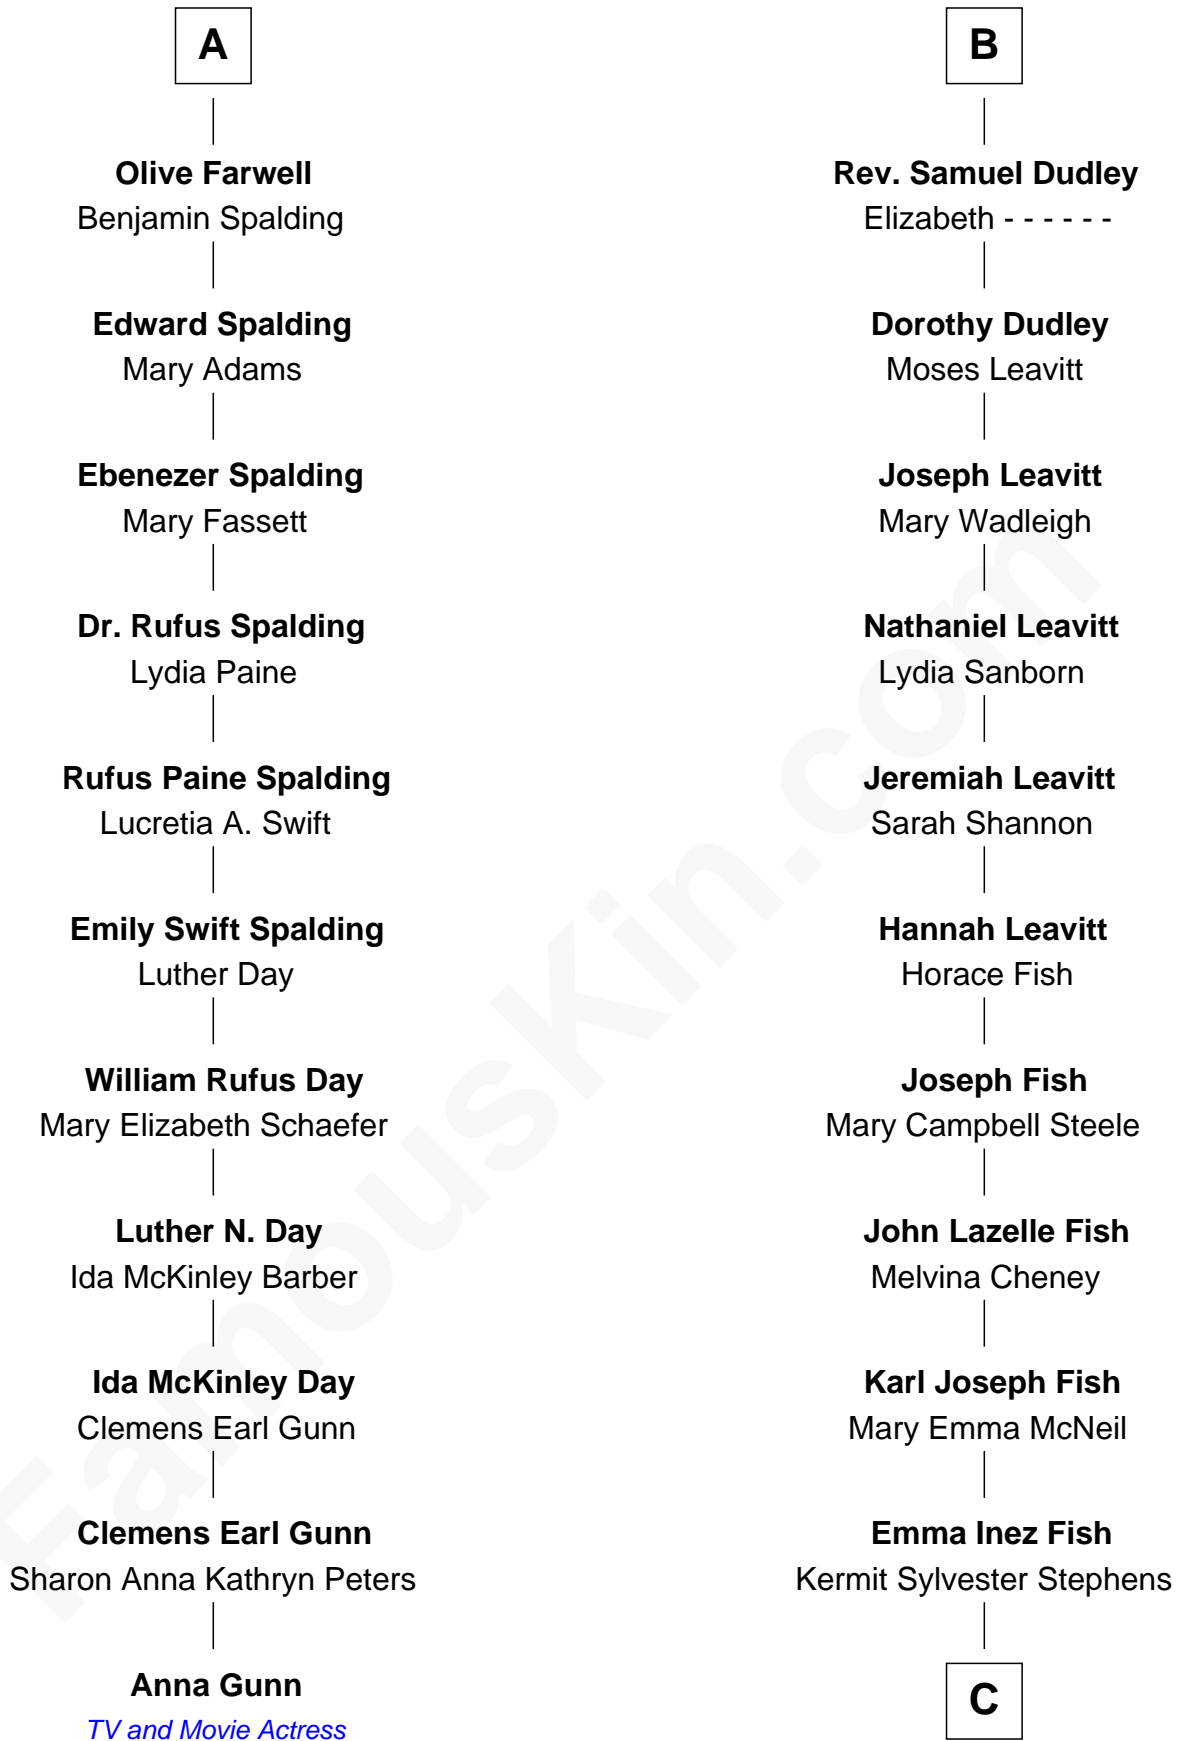 A
Olive Farwell
Benjamin Spalding
Edward Spalding
Mary Adams
Ebenezer Spalding
Mary Fassett
Dr. Rufus Spalding
Lydia Paine
Rufus Paine Spalding
Lucretia A. Swift
Emily Swift Spalding
Luther Day
William Rufus Day
Mary Elizabeth Schaefer
Luther N. Day
Ida McKinley Barber
Ida McKinley Day
Clemens Earl Gunn
Clemens Earl Gunn
Sharon Anna Kathryn Peters
Anna Gunn
TV and Movie Actress
B
Rev. Samuel Dudley
Elizabeth - - - - - -
Dorothy Dudley
Moses Leavitt
Joseph Leavitt
Mary Wadleigh
Nathaniel Leavitt
Lydia Sanborn
Jeremiah Leavitt
Sarah Shannon
Hannah Leavitt
Horace Fish
Joseph Fish
Mary Campbell Steele
John Lazelle Fish
Melvina Cheney
Karl Joseph Fish
Mary Emma McNeil
Emma Inez Fish
Kermit Sylvester Stephens
C
FamousKin.com